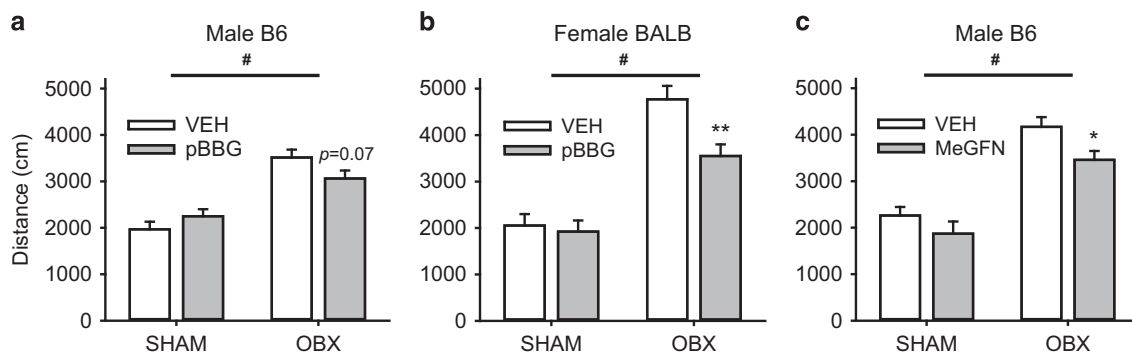 a
Male B6
#
Distance (cm)
5000
4000
3000
2000
1000
0
VEH
pBBG
p=0.07
SHAM
OBX
b
Female BALB
#
5000
4000
3000
2000
1000
0
VEH
pBBG
**
SHAM
OBX
c
Male B6
#
5000
4000
3000
2000
1000
0
VEH
MeGFN
*
SHAM
OBX